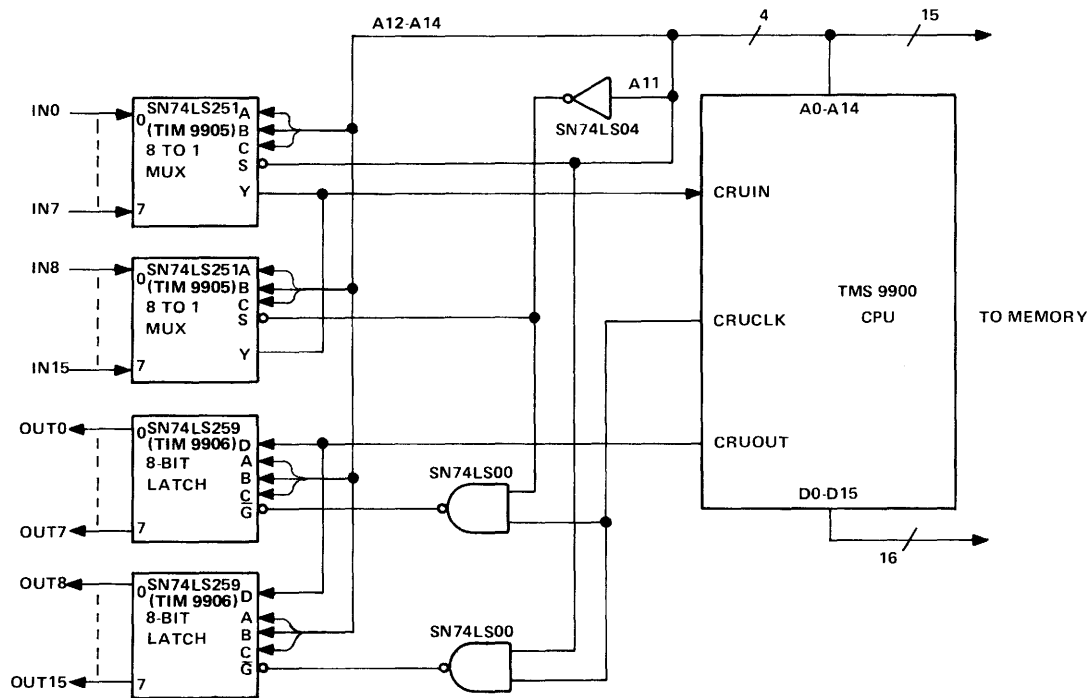 A12-A14
4
15
A11
SN74LS04
A0-A14
IN0
IN7
0
7
SN74LS251
(TIM 9905)
8 TO 1
MUX
A
B
C
S
Y
CRUIN
IN8
IN15
0
7
SN74LS251
(TIM 9905)
8 TO 1
MUX
A
B
C
S
Y
TMS 9900
CPU
TO MEMORY
CRUCLK
OUT0
OUT7
0
7
SN74LS259
(TIM 9906)
8-BIT
LATCH
D
A
B
C
G̅
SN74LS00
CRUOUT
D0-D15
16
OUT8
OUT15
0
7
SN74LS259
(TIM 9906)
8-BIT
LATCH
D
A
B
C
G̅
SN74LS00